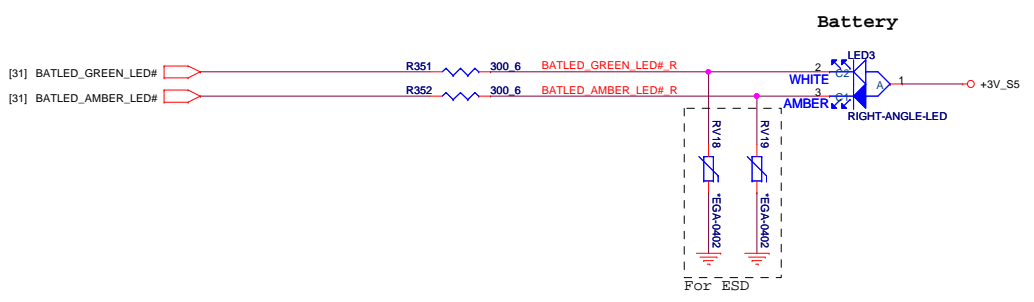 Battery
LED3
[31] BATLED_GREEN_LED# R351 300_6 BATLED_GREEN_LED#_R 2 C2
WHITE A 1 +3V_S5
[31] BATLED_AMBER_LED# R352 300_6 BATLED_AMBER_LED#_R 3 C1
AMBER
RIGHT-ANGLE-LED
RV18 RV19
*EGA-0402 *EGA-0402
For ESD